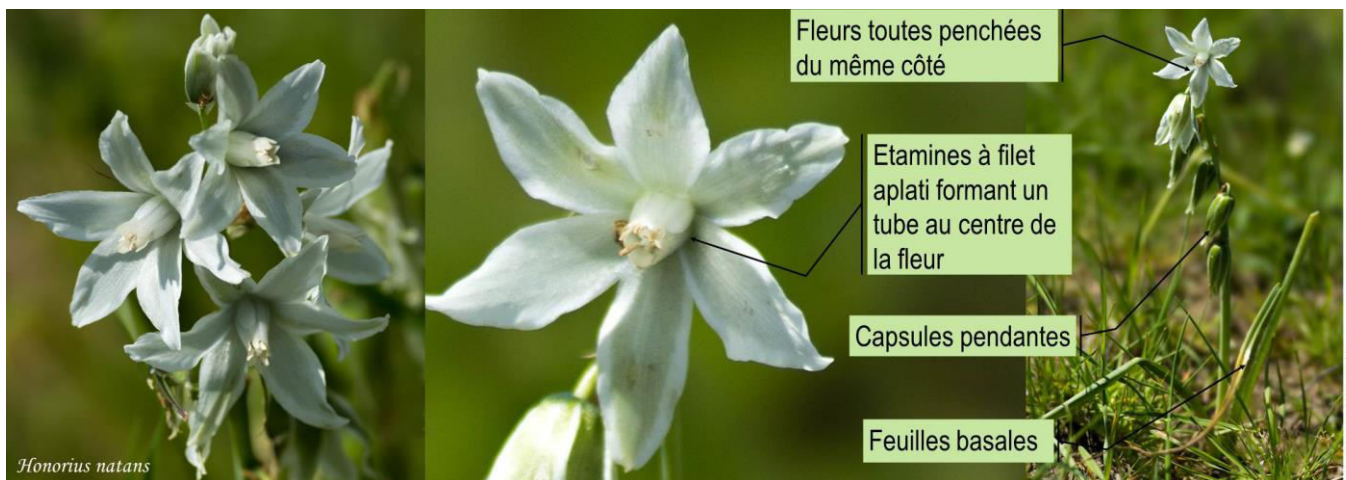 Fleurs toutes penchées
du même côté
Etamines à filet
aplati formant un
tube au centre de
la fleur
Capsules pendantes
Feuilles basales
Honorius natans